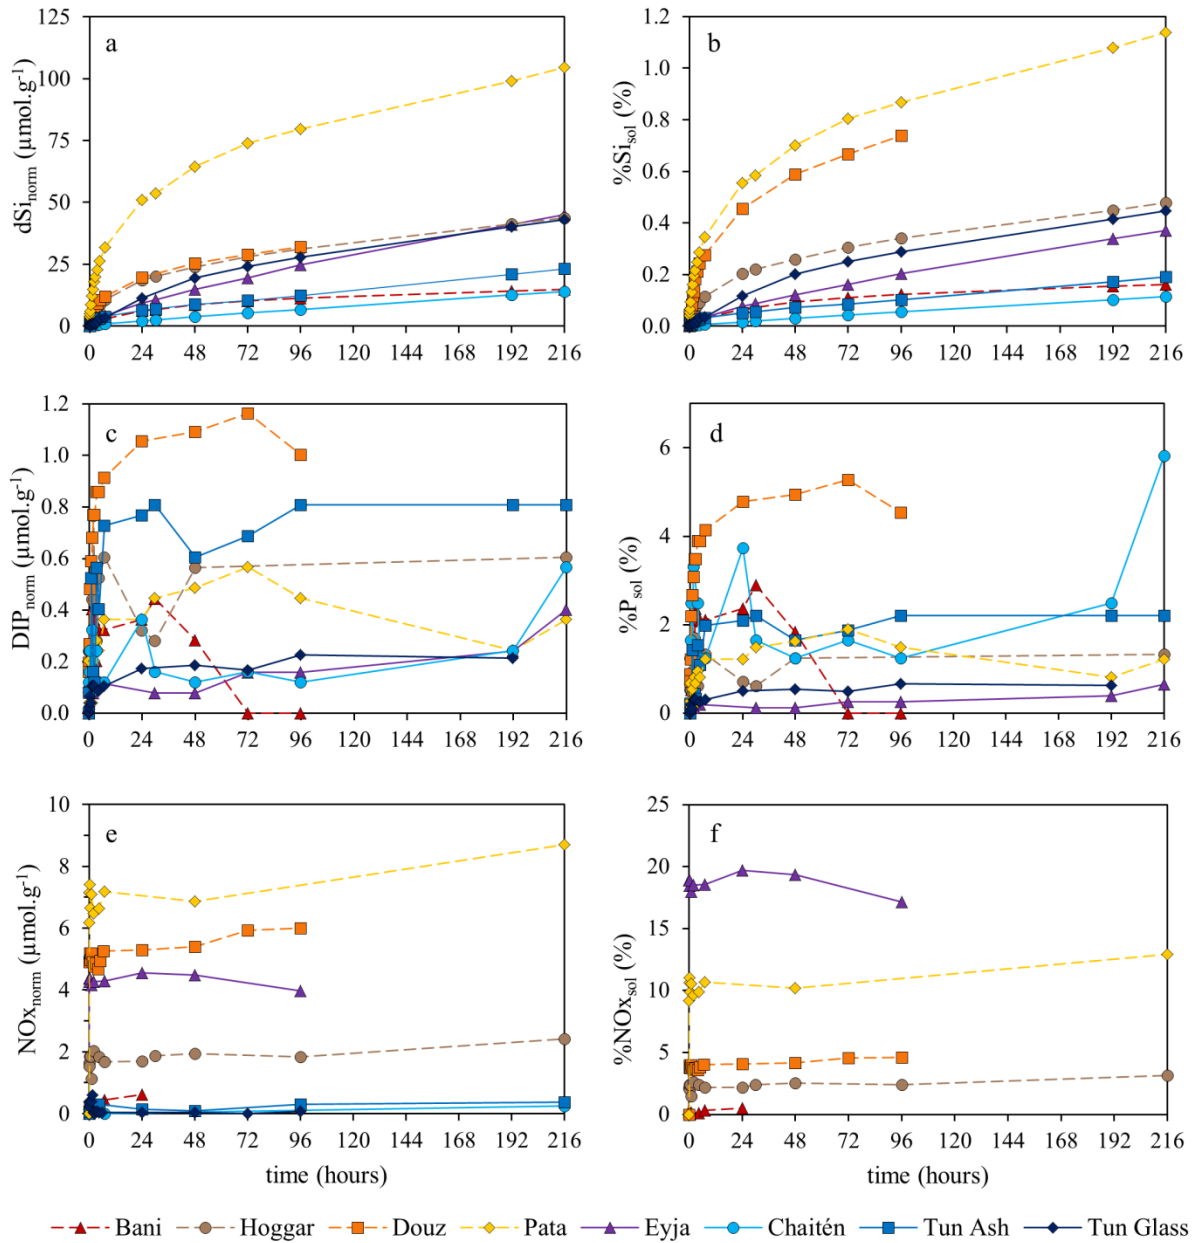 a
dSi_norm (µmol.g⁻¹)
125
100
75
50
25
0
0 24 48 72 96 120 144 168 192 216
b
%Si_sol (%)
1.2
1.0
0.8
0.6
0.4
0.2
0.0
0 24 48 72 96 120 144 168 192 216
c
DIP_norm (µmol.g⁻¹)
1.2
1.0
0.8
0.6
0.4
0.2
0.0
0 24 48 72 96 120 144 168 192 216
d
%P_sol (%)
6
4
2
0
0 24 48 72 96 120 144 168 192 216
e
NOx_norm (µmol.g⁻¹)
10
8
6
4
2
0
0 24 48 72 96 120 144 168 192 216
time (hours)
f
%NOx_sol (%)
25
20
15
10
5
0
0 24 48 72 96 120 144 168 192 216
time (hours)
Bani Hoggar Douz Pata Eyja Chaitén Tun Ash Tun Glass